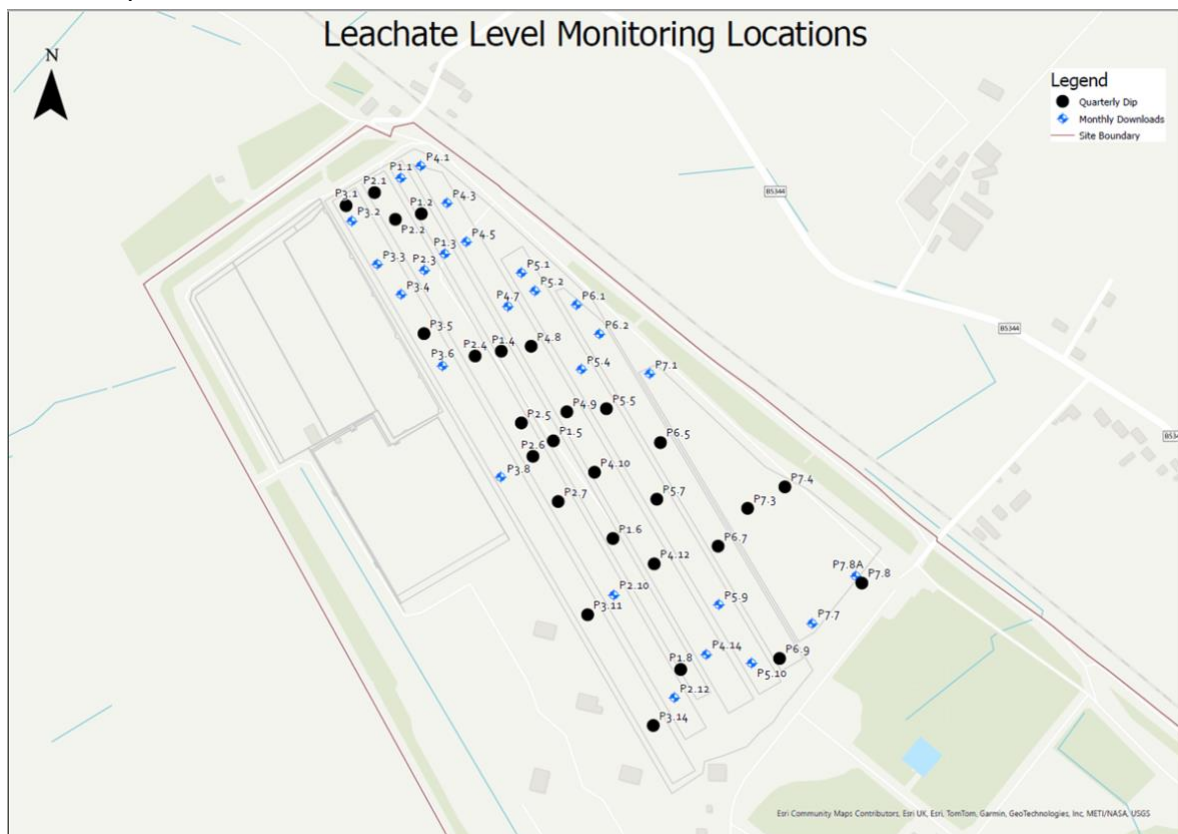 Leachate Level Monitoring Locations
N
Legend
Quarterly Dip
Monthly Downloads
Site Boundary
P4.1
P1.1
P2.1
P3.1
P1.2
P4.3
P3.2
P2.2
P4.5
P1.3
P2.3
P3.3
P5.1
P3.4
P5.2
P4.7
P6.1
B5344
P3.5
P6.2
P2.4
P1.4
P4.8
B5344
P3.6
P5.4
P7.1
P4.9
P5.5
P2.5
P1.5
P6.5
B534
P2.6
P4.10
P3.8
P7.4
P2.7
P5.7
P7.3
P1.6
P6.7
P4.12
P7.8A
P7.8
P2.10
P5.9
P3.11
P7.7
P4.14
P6.9
P1.8
P5.10
P2.12
P3.14
Esri Community Maps Contributors, Esri UK, Esri, TomTom, Garmin, GeoTechnologies, Inc, METI/NASA, USGS